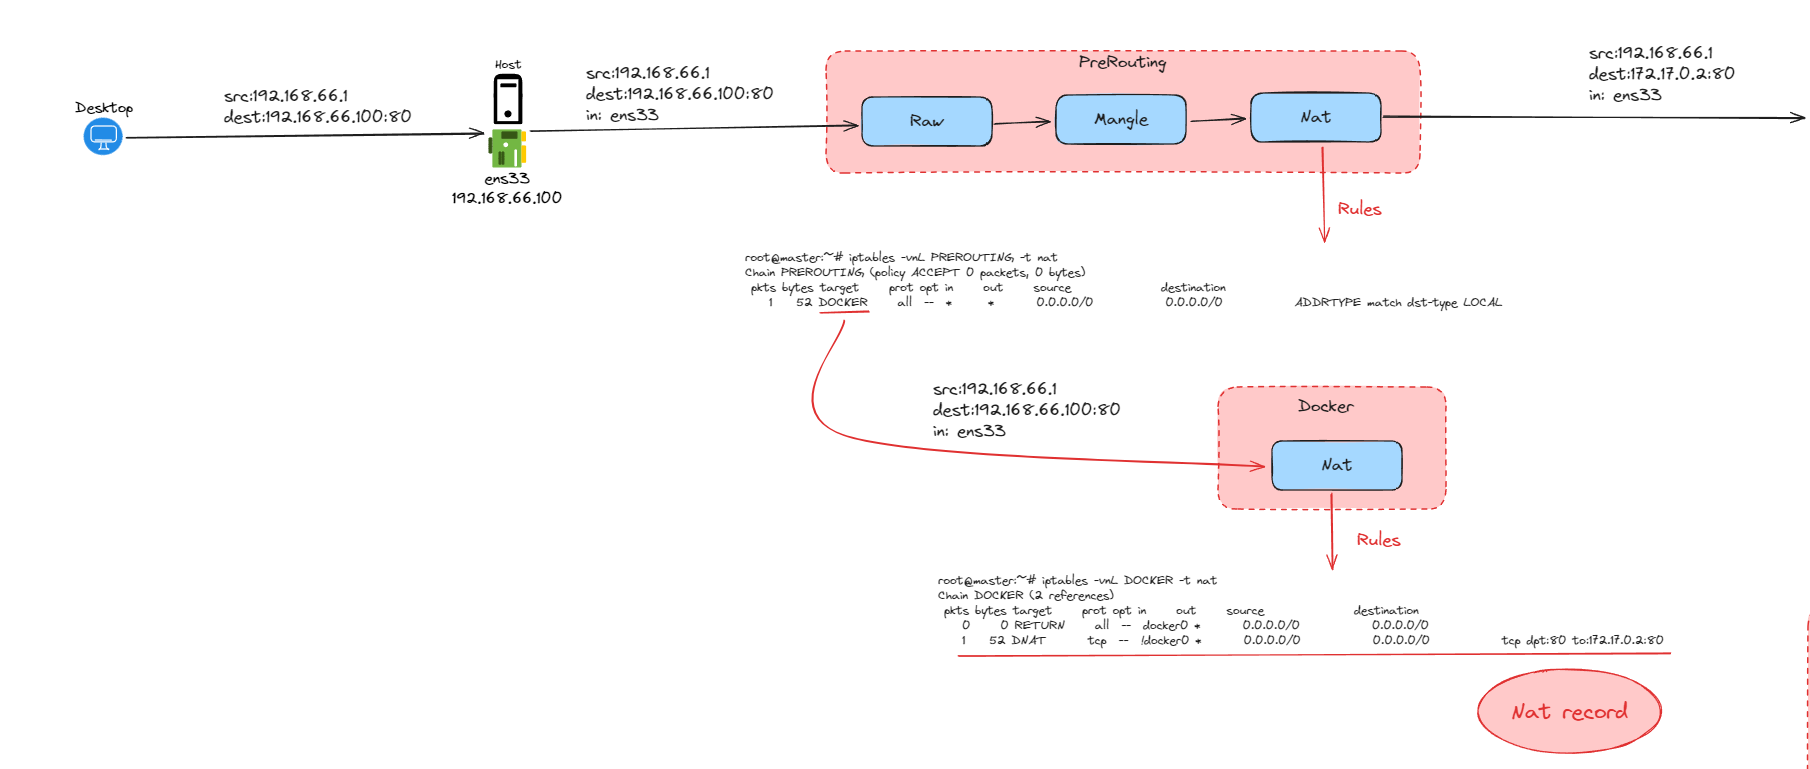 Desktop
src:192.168.66.1
dest:192.168.66.100:80
Host
ens33
192.168.66.100
src:192.168.66.1
dest:192.168.66.100:80
in: ens33
PreRouting
Raw
Mangle
Nat
src:192.168.66.1
dest:172.17.0.2:80
in: ens33
Rules
root@master:~# iptables -vnL PREROUTING -t nat
Chain PREROUTING (policy ACCEPT 0 packets, 0 bytes)
pkts bytes target prot opt in out source destination
1 52 DOCKER all -- * * 0.0.0.0/0 0.0.0.0/0 ADDRTYPE match dst-type LOCAL
src:192.168.66.1
dest:192.168.66.100:80
in: ens33
Docker
Nat
Rules
root@master:~# iptables -vnL DOCKER -t nat
Chain DOCKER (2 references)
pkts bytes target prot opt in out source destination
0 0 RETURN all -- docker0 * 0.0.0.0/0 0.0.0.0/0
1 52 DNAT tcp -- !docker0 * 0.0.0.0/0 0.0.0.0/0 tcp dpt:80 to:172.17.0.2:80
Nat record